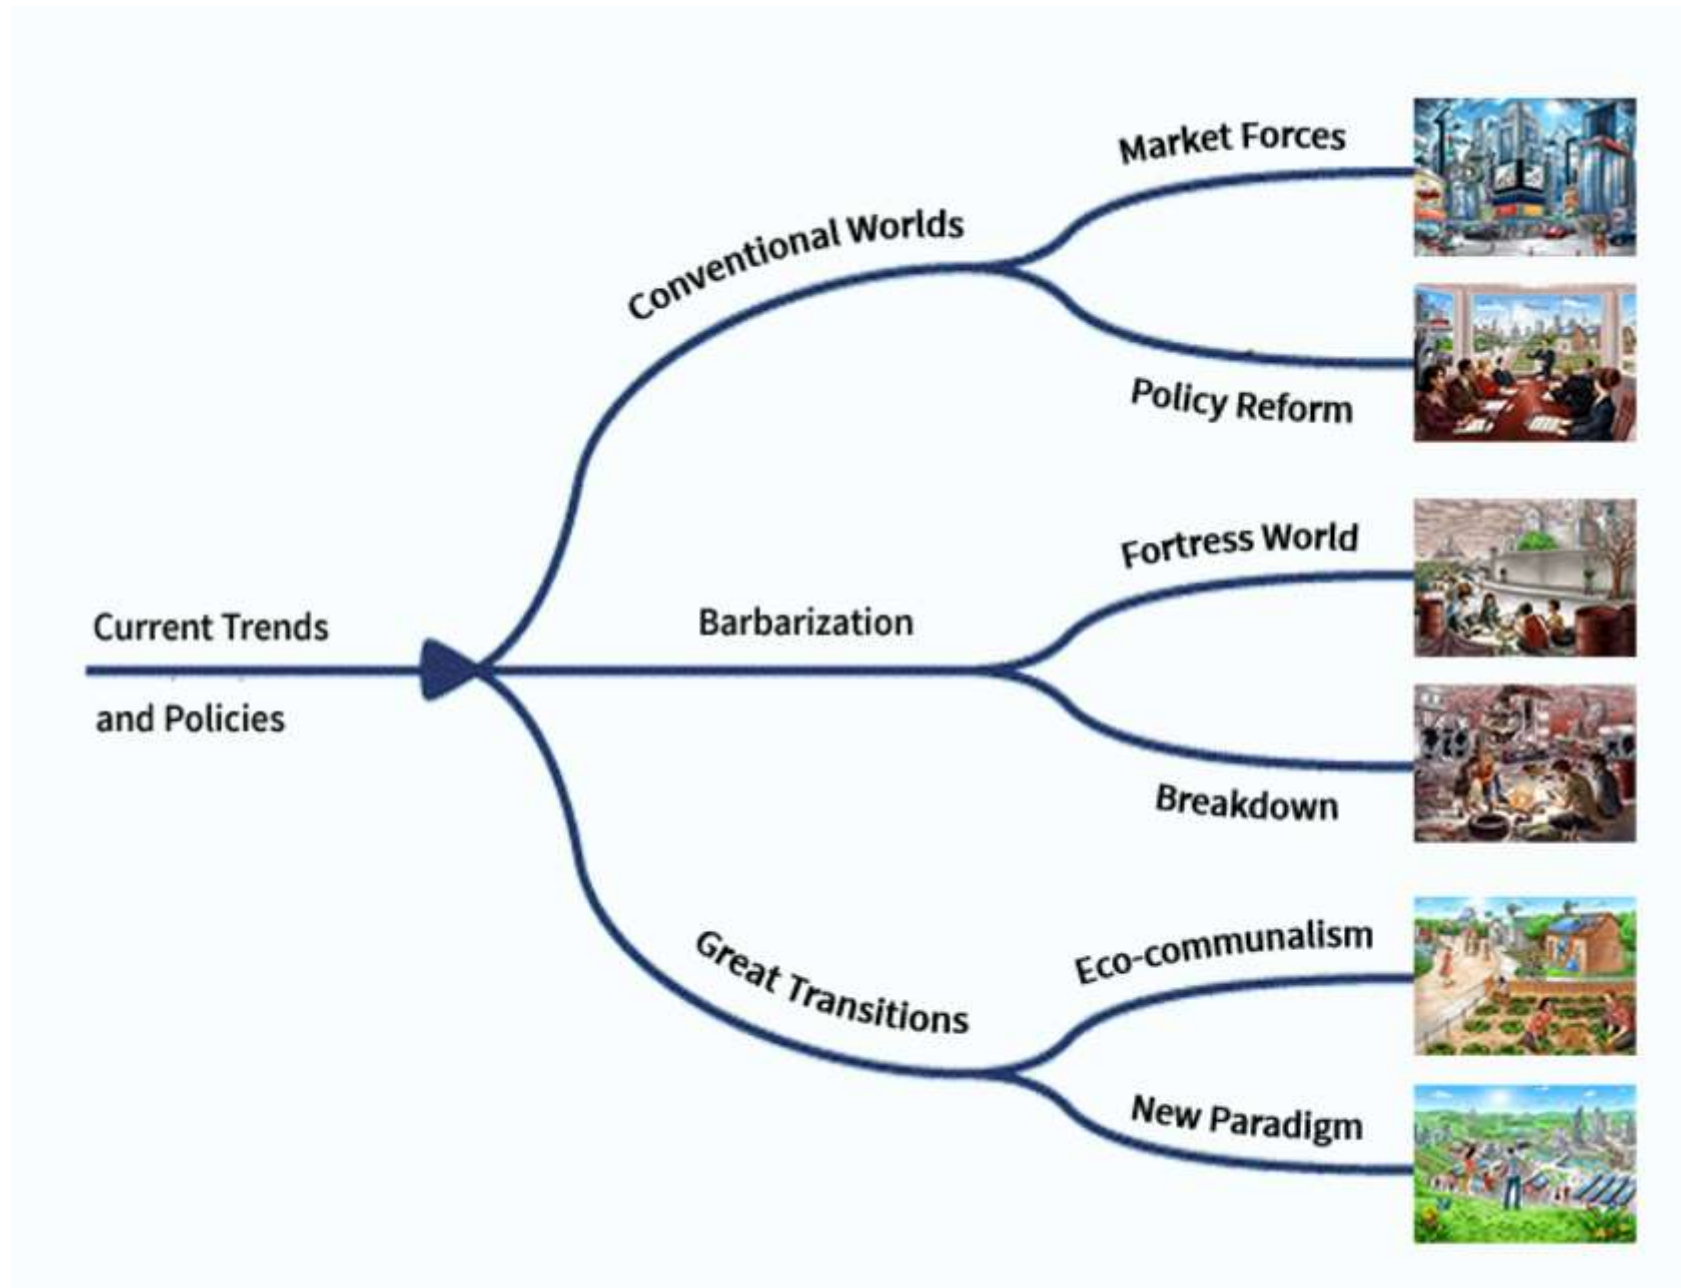 Current Trends
and Policies
Conventional Worlds
Market Forces
Policy Reform
Barbarization
Fortress World
Breakdown
Great Transitions
Eco-communalism
New Paradigm